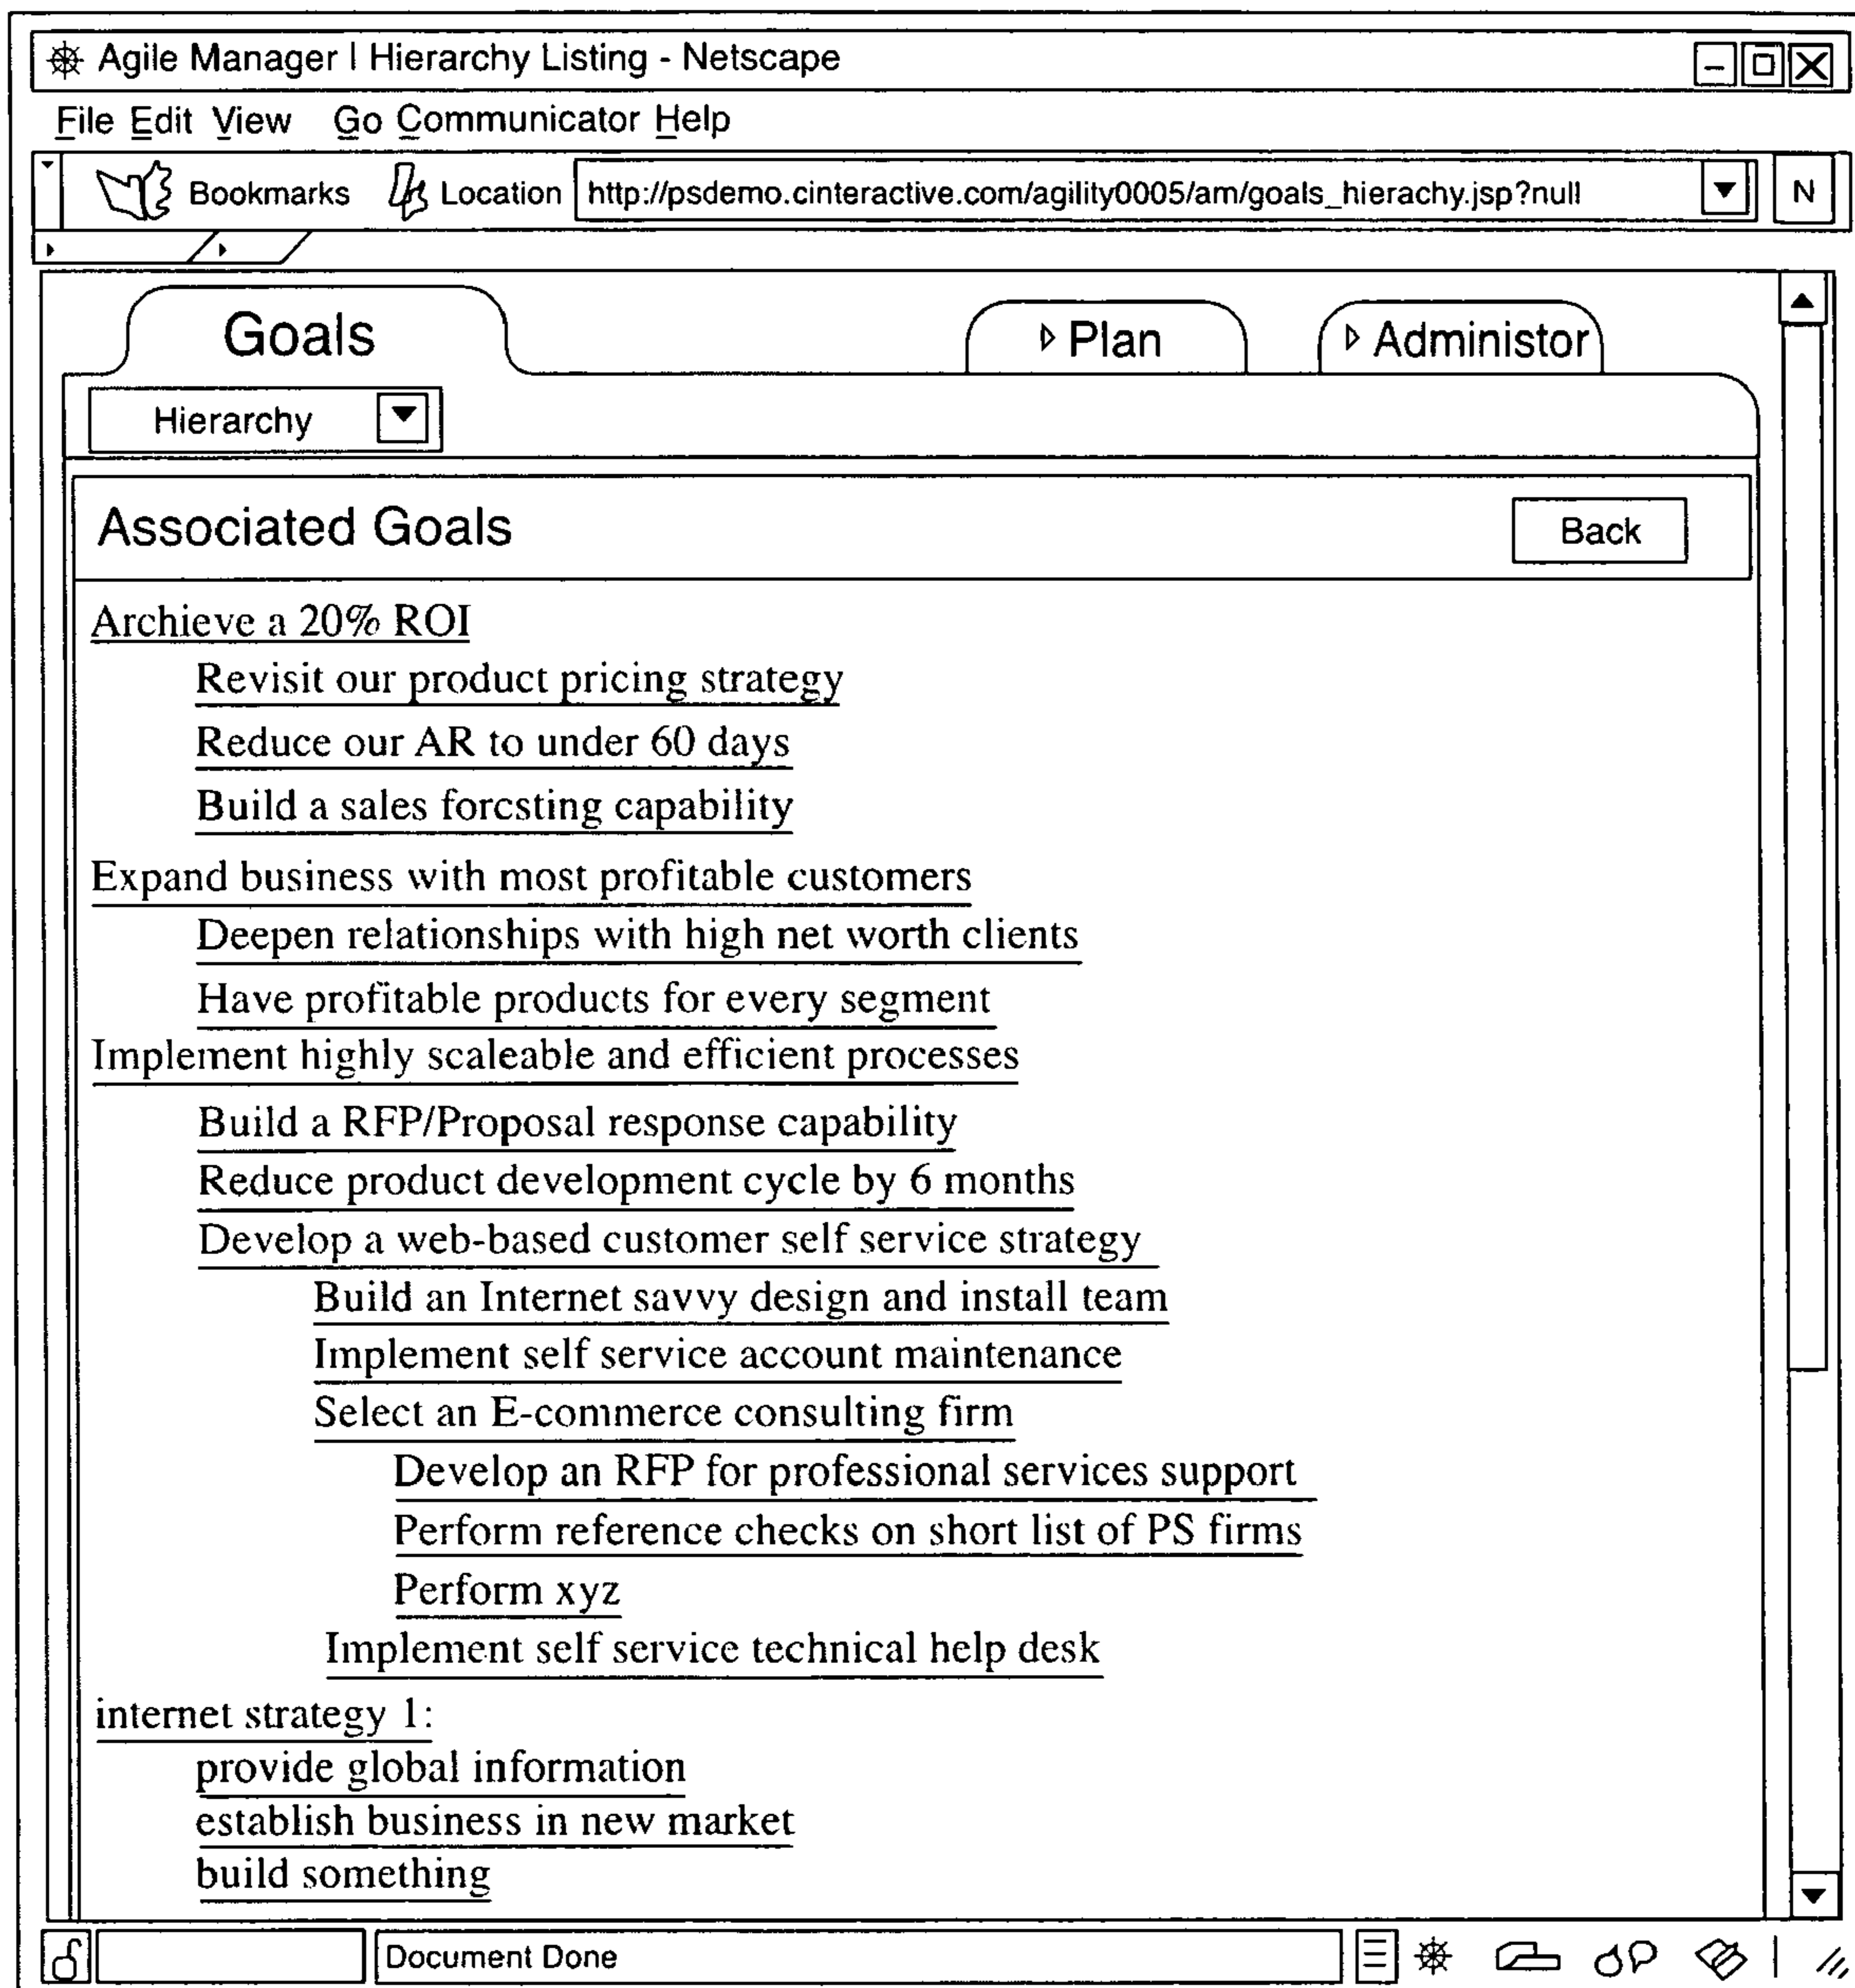 Agile Manager | Hierarchy Listing - Netscape
File Edit View Go Communicator Help
Bookmarks Location http://psdemo.cinteractive.com/agility0005/am/goals_hierachy.jsp?null N
Goals Plan Administor
Hierarchy
Associated Goals Back
Archieve a 20% ROI
Revisit our product pricing strategy
Reduce our AR to under 60 days
Build a sales forcsting capability
Expand business with most profitable customers
Deepen relationships with high net worth clients
Have profitable products for every segment
Implement highly scaleable and efficient processes
Build a RFP/Proposal response capability
Reduce product development cycle by 6 months
Develop a web-based customer self service strategy
Build an Internet savvy design and install team
Implement self service account maintenance
Select an E-commerce consulting firm
Develop an RFP for professional services support
Perform reference checks on short list of PS firms
Perform xyz
Implement self service technical help desk
internet strategy 1:
provide global information
establish business in new market
build something
Document Done